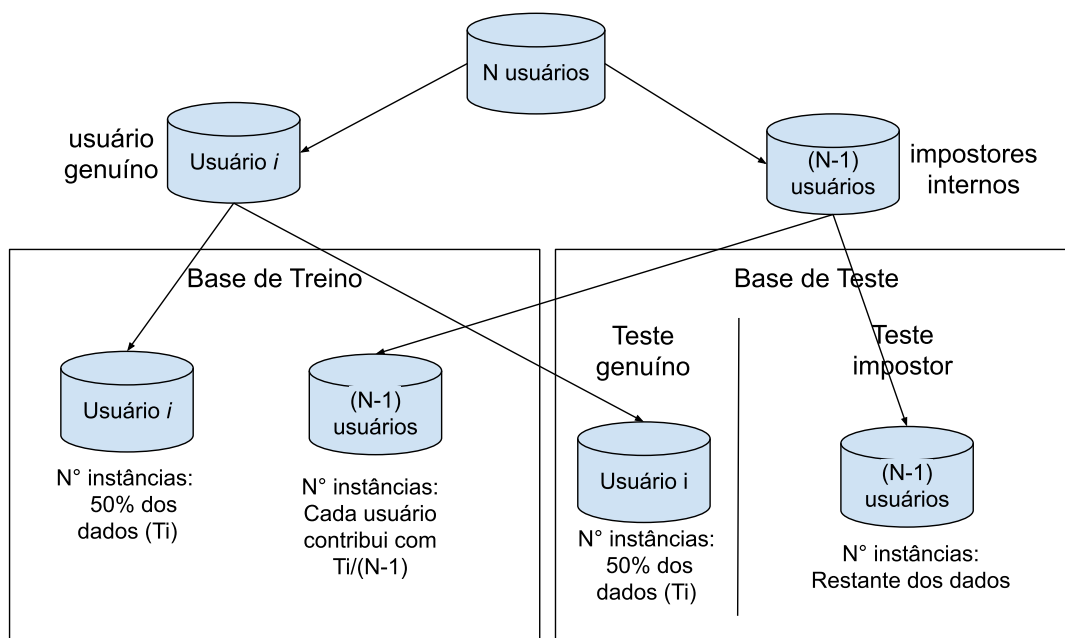 N usuários
usuário
genuíno
Usuário i
(N-1)
usuários
impostores
internos
Base de Treino
Base de Teste
Usuário i
N° instâncias:
50% dos
dados (Ti)
(N-1)
usuários
N° instâncias:
Cada usuário
contribui com
Ti/(N-1)
Teste
genuíno
Usuário i
N° instâncias:
50% dos
dados (Ti)
Teste
impostor
(N-1)
usuários
N° instâncias:
Restante dos dados